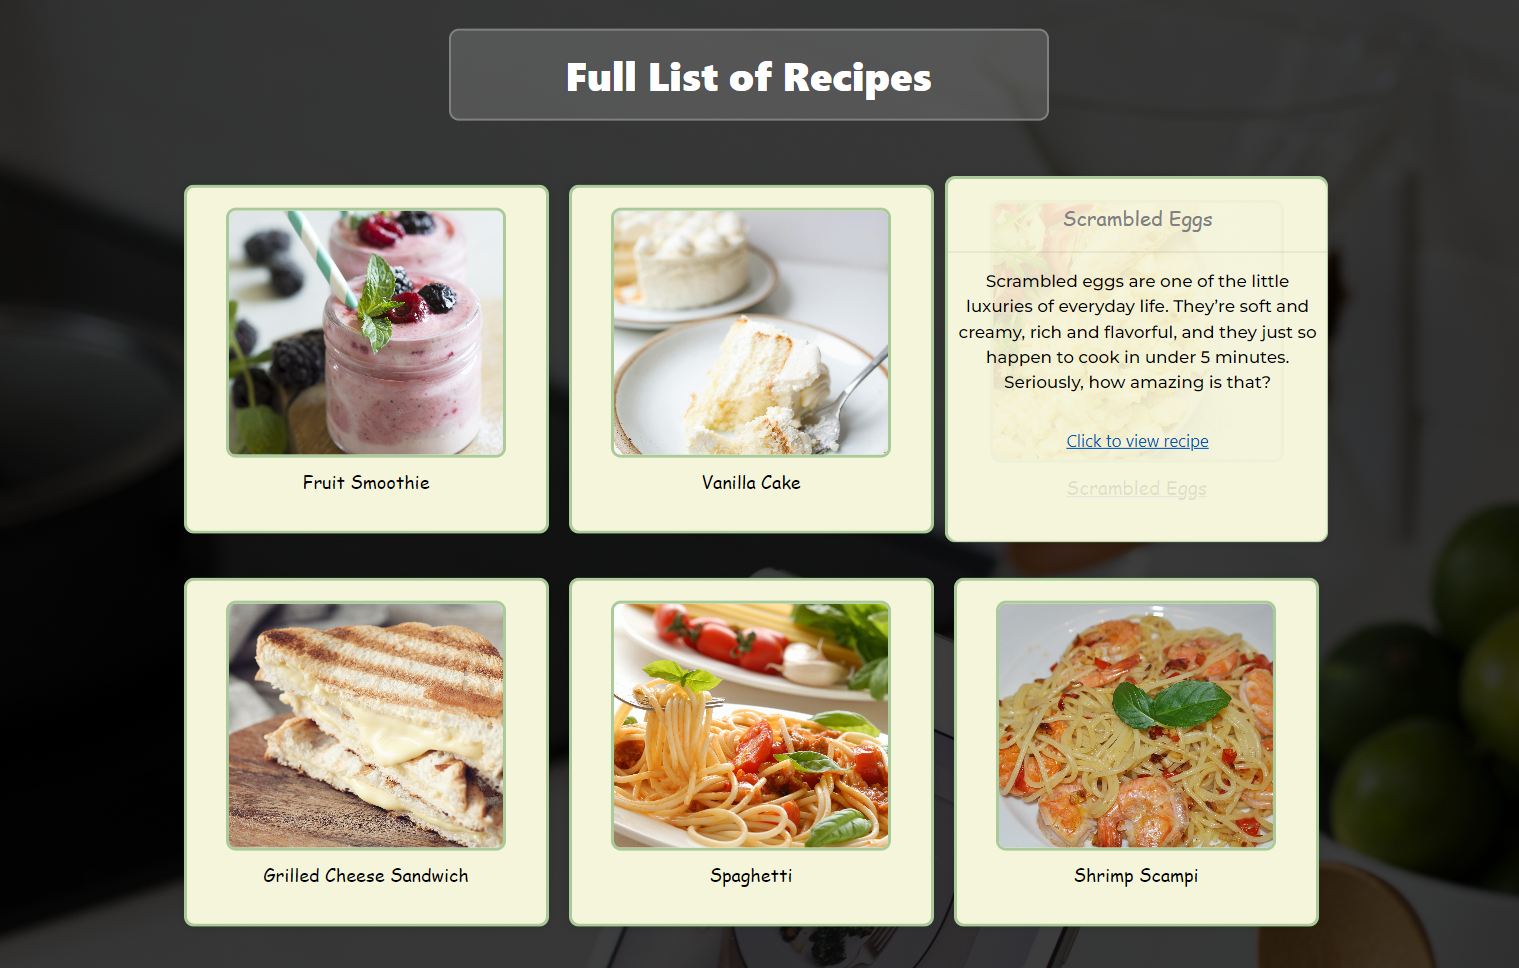 Full List of Recipes
Fruit Smoothie
Vanilla Cake
Scrambled Eggs
Scrambled eggs are one of the little
luxuries of everyday life. They’re soft and
creamy, rich and flavorful, and they just so
happen to cook in under 5 minutes.
Seriously, how amazing is that?
Click to view recipe
Scrambled Eggs
Grilled Cheese Sandwich
Spaghetti
Shrimp Scampi